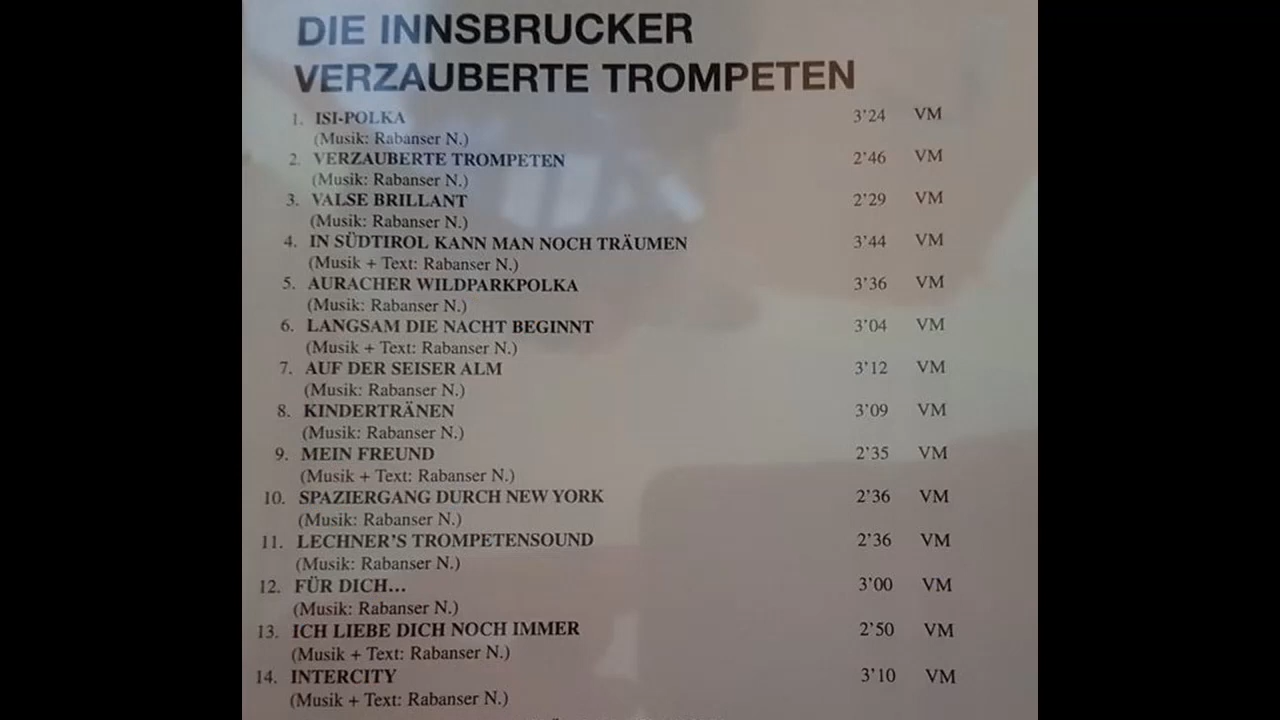 DIE INNSBRUCKER
VERZAUBERTE TROMPETEN
1. ISI-POLKA 3'24 VM
(Musik: Rabanser N.)
2. VERZAUBERTE TROMPETEN 2'46 VM
(Musik: Rabanser N.)
3. VALSE BRILLANT 2'29 VM
(Musik: Rabanser N.)
4. IN SÜDTIROL KANN MAN NOCH TRÄUMEN 3'44 VM
(Musik + Text: Rabanser N.)
5. AURACHER WILDPARKPOLKA 3'36 VM
(Musik: Rabanser N.)
6. LANGSAM DIE NACHT BEGINNT 3'04 VM
(Musik + Text: Rabanser N.)
7. AUF DER SEISER ALM 3'12 VM
(Musik: Rabanser N.)
8. KINDERTRÄNEN 3'09 VM
(Musik: Rabanser N.)
9. MEIN FREUND 2'35 VM
(Musik + Text: Rabanser N.)
10. SPAZIERGANG DURCH NEW YORK 2'36 VM
(Musik: Rabanser N.)
11. LECHNER'S TROMPETENSOUND 2'36 VM
(Musik: Rabanser N.)
12. FÜR DICH... 3'00 VM
(Musik: Rabanser N.)
13. ICH LIEBE DICH NOCH IMMER 2'50 VM
(Musik + Text: Rabanser N.)
14. INTERCITY 3'10 VM
(Musik + Text: Rabanser N.)